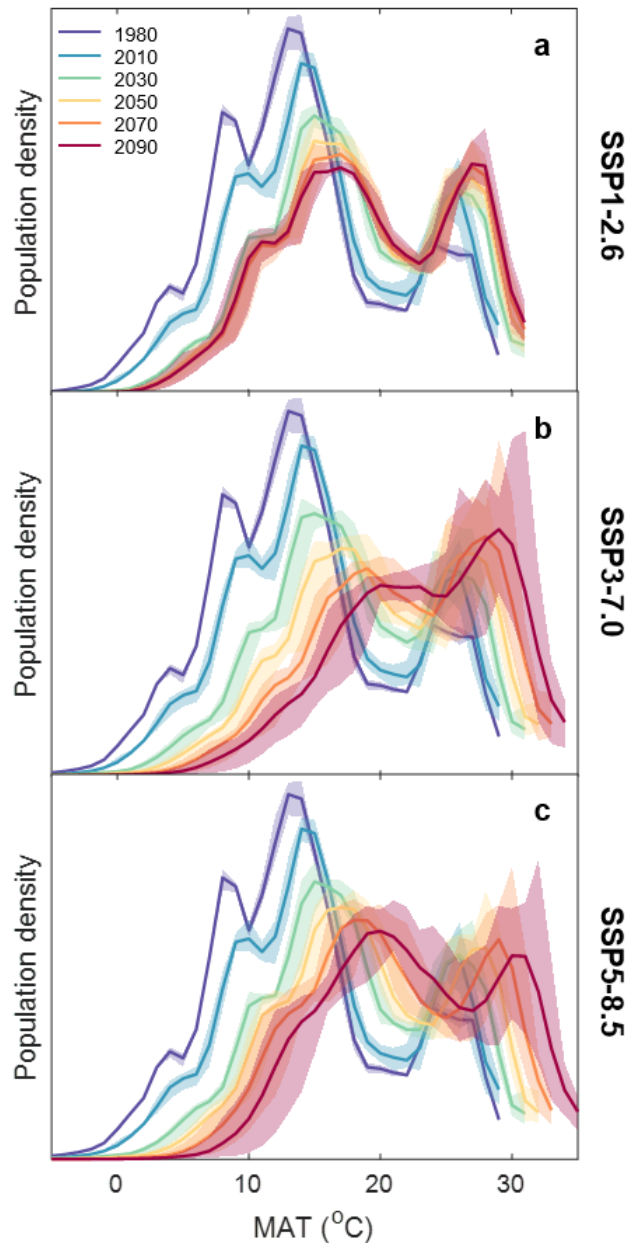 a
1980
2010
2030
2050
2070
2090
Population density
SSP1-2.6
b
Population density
SSP3-7.0
c
Population density
SSP5-8.5
0 10 20 30
MAT (°C)